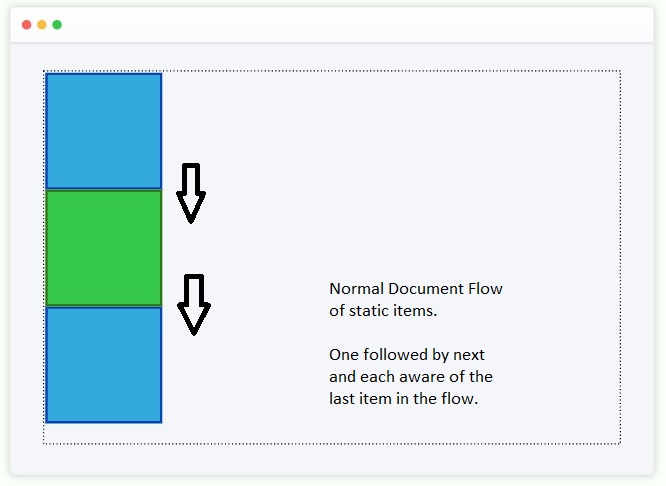 Normal Document Flow
of static items.
One followed by next
and each aware of the
last item in the flow.